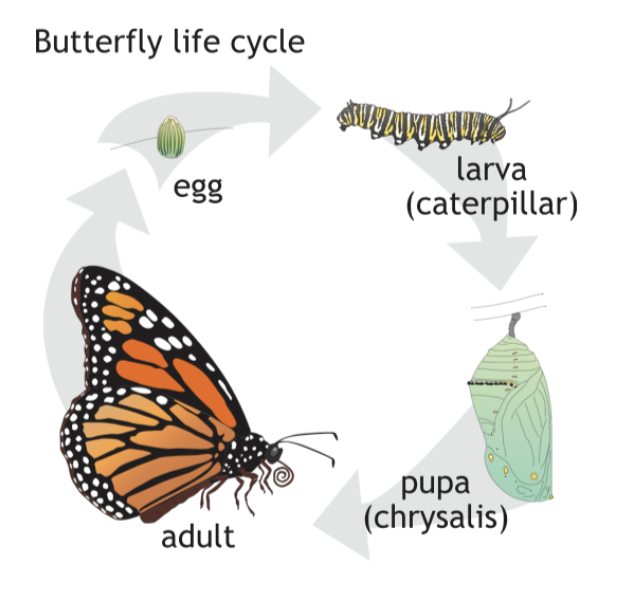 Butterfly life cycle
egg
larva
(caterpillar)
pupa
(chrysalis)
adult